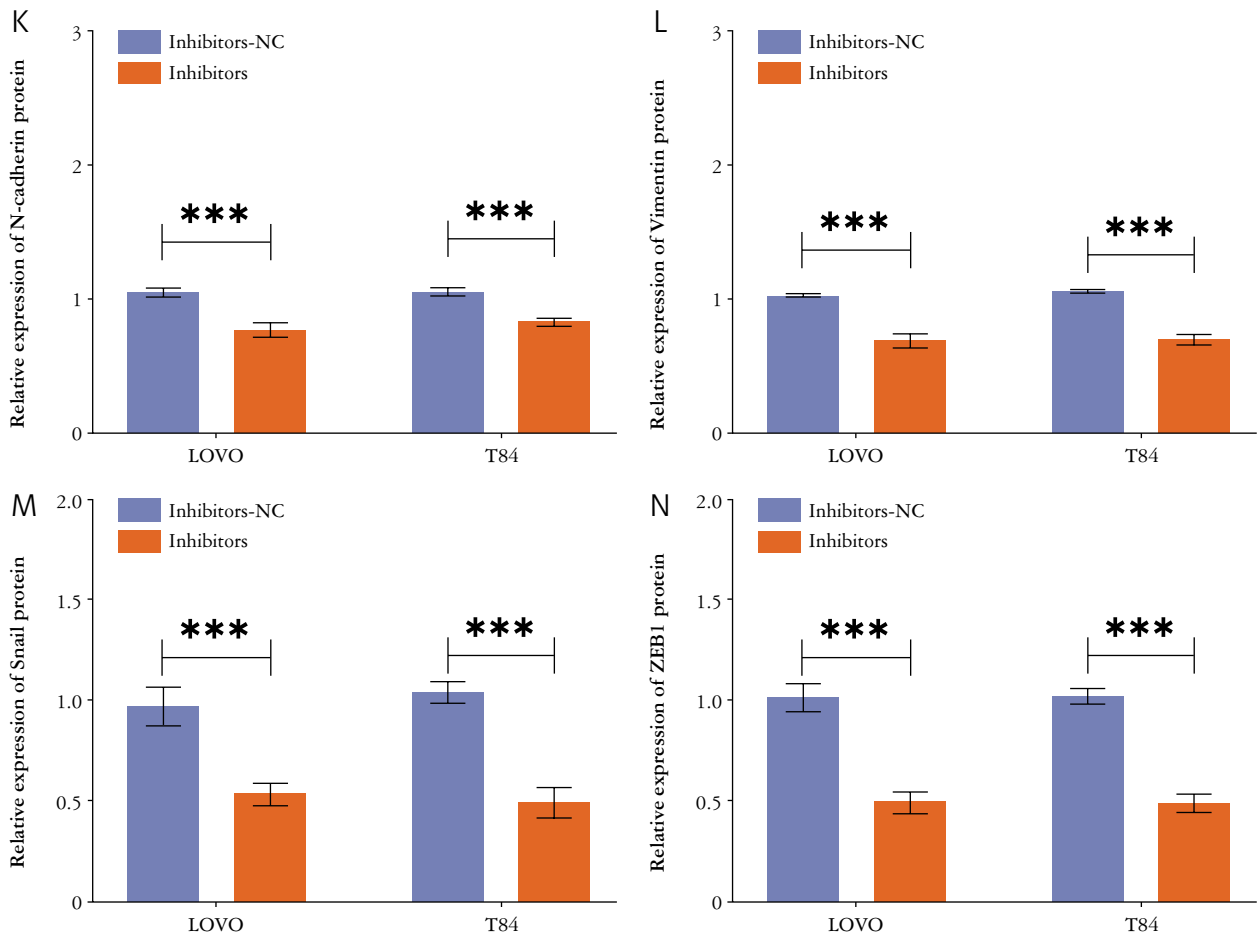 K
Relative expression of N-cadherin protein
3
2
1
0
Inhibitors-NC
Inhibitors
***
***
LOVO
T84
L
Relative expression of Vimentin protein
3
2
1
0
Inhibitors-NC
Inhibitors
***
***
LOVO
T84
M
Relative expression of Snail protein
2.0
1.5
1.0
0.5
0
Inhibitors-NC
Inhibitors
***
***
LOVO
T84
N
Relative expression of ZEB1 protein
2.0
1.5
1.0
0.5
0
Inhibitors-NC
Inhibitors
***
***
LOVO
T84